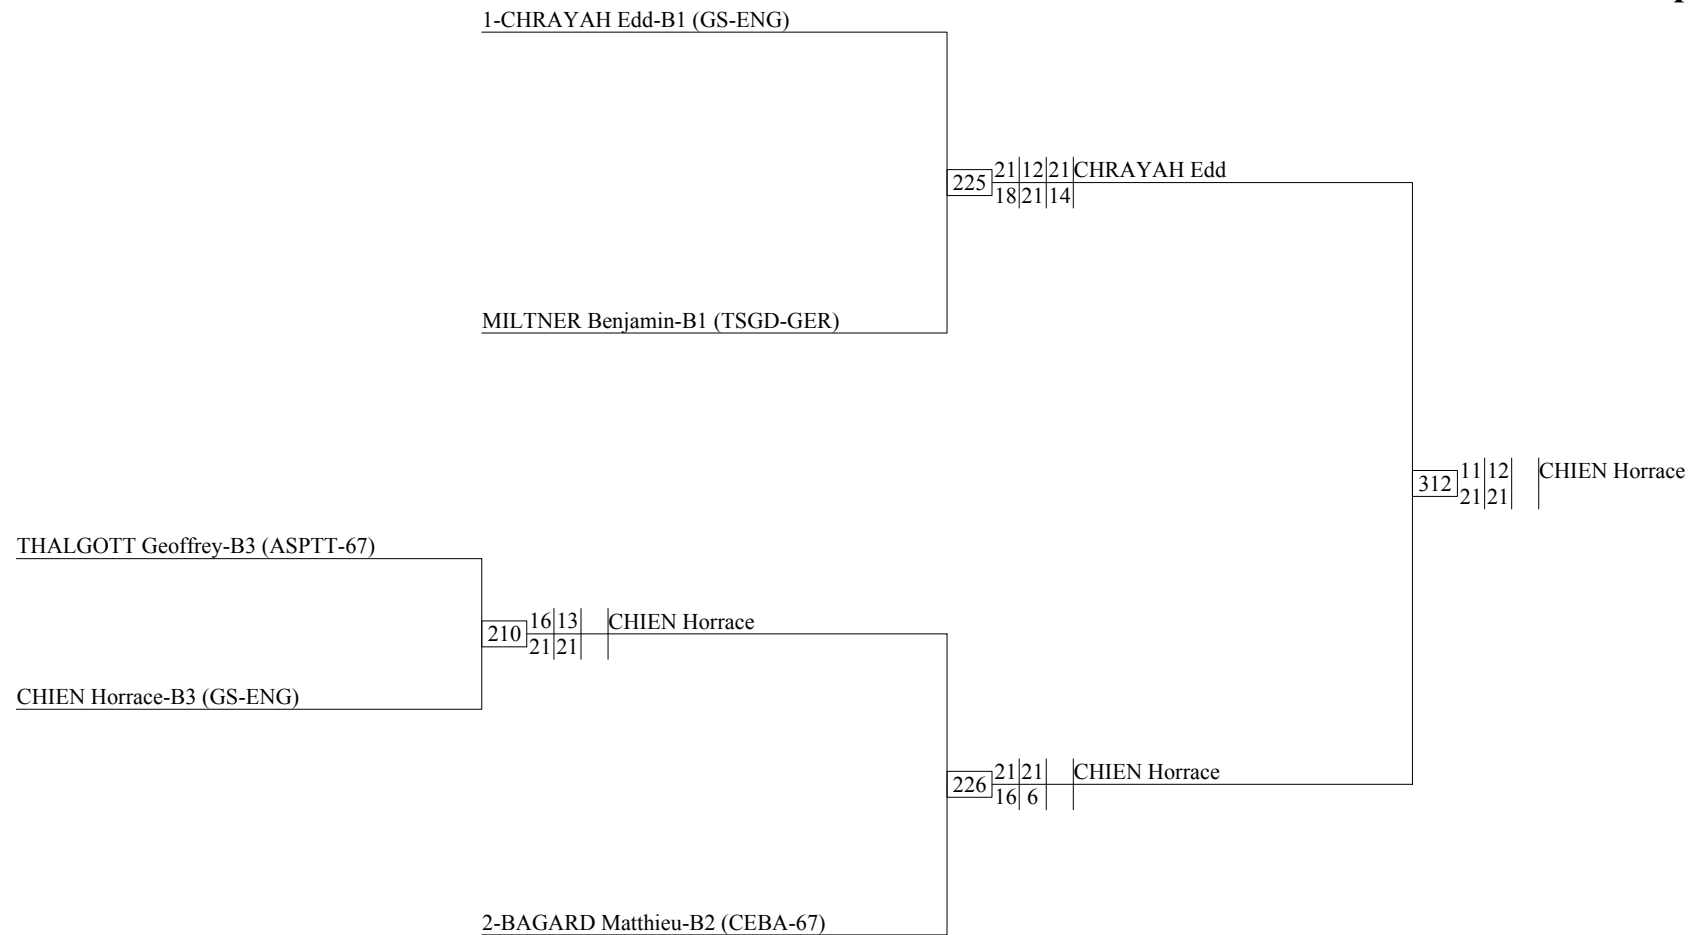 1-CHRAYAH Edd-B1 (GS-ENG)
225 21 12 21 CHRAYAH Edd
18 21 14
MILTNER Benjamin-B1 (TSGD-GER)
312 11 12 CHIEN Horrace
21 21
THALGOTT Geoffrey-B3 (ASPTT-67)
210 16 13 CHIEN Horrace
21 21
CHIEN Horrace-B3 (GS-ENG)
226 21 21 CHIEN Horrace
16 6
2-BAGARD Matthieu-B2 (CEBA-67)